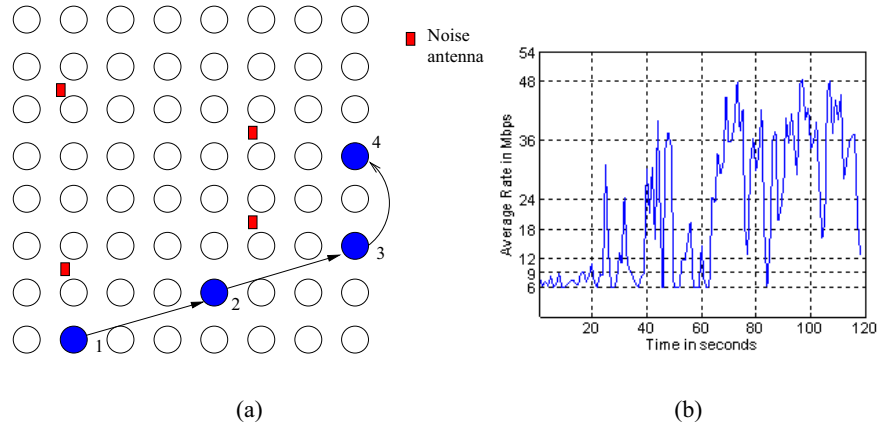 Noise
antenna
4
3
2
1
(a)
Average Rate in Mbps
54
48
36
24
18
12
9
6
20 40 60 80 100 120
Time in seconds
(b)